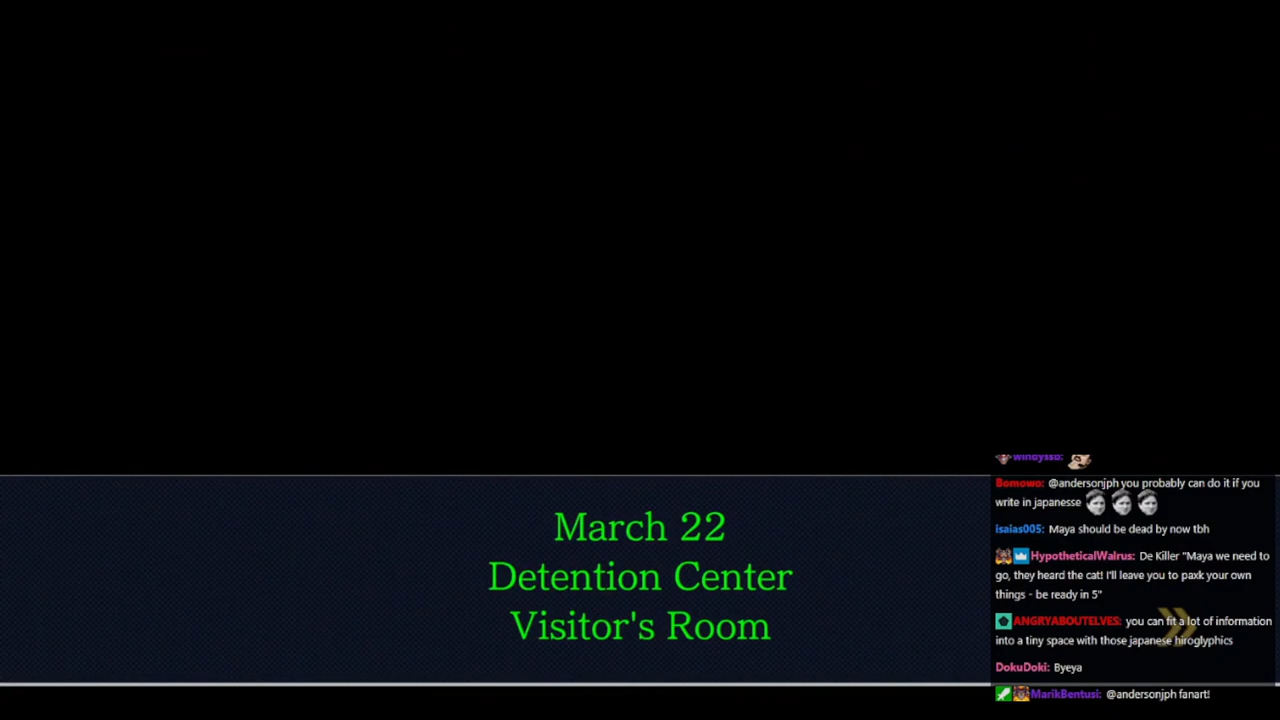 March 22
Detention Center
Visitor's Room
windyssb:
Bomowo: @andersonjph you probably can do it if you
write in japanesse
isaias005: Maya should be dead by now tbh
HypotheticalWalrus: De Killer "Maya we need to
go, they heard the cat! I'll leave you to paxk your own
things - be ready in 5"
ANGRYABOUTELVES: you can fit a lot of information
into a tiny space with those japanese hiroglyphics
DokuDoki: Byeya
MarikBentusi: @andersonjph fanart!